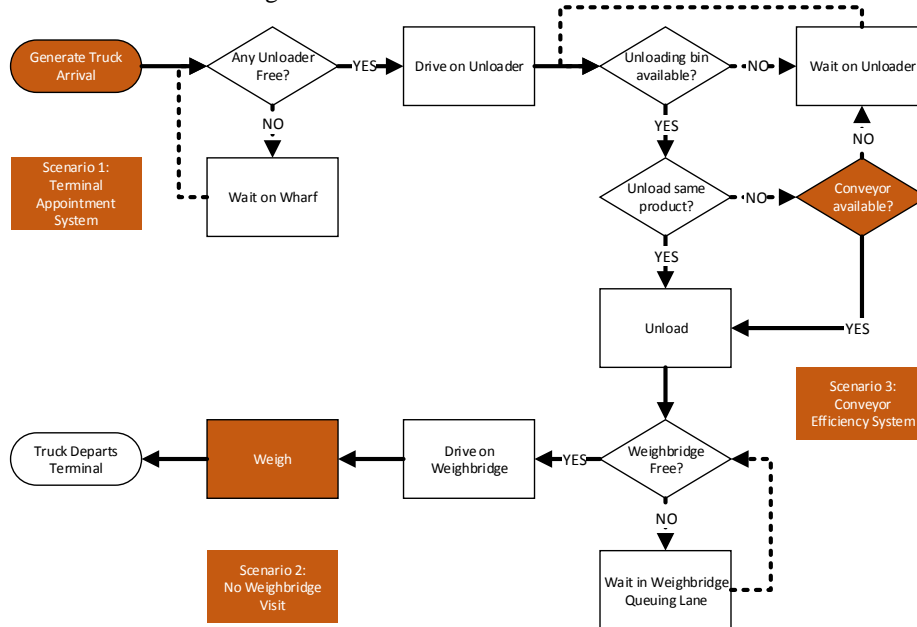 Generate Truck
Arrival
Any Unloader
Free?
YES
Drive on Unloader
Unloading bin
available?
NO
Wait on Unloader
NO
YES
NO
Scenario 1:
Terminal
Appointment
System
Wait on Wharf
Unload same
product?
NO
Conveyor
available?
YES
Unload
YES
Scenario 3:
Conveyor
Efficiency System
Truck Departs
Terminal
Weigh
Drive on
Weighbridge
YES
Weighbridge
Free?
NO
Scenario 2:
No Weighbridge
Visit
Wait in Weighbridge
Queuing Lane